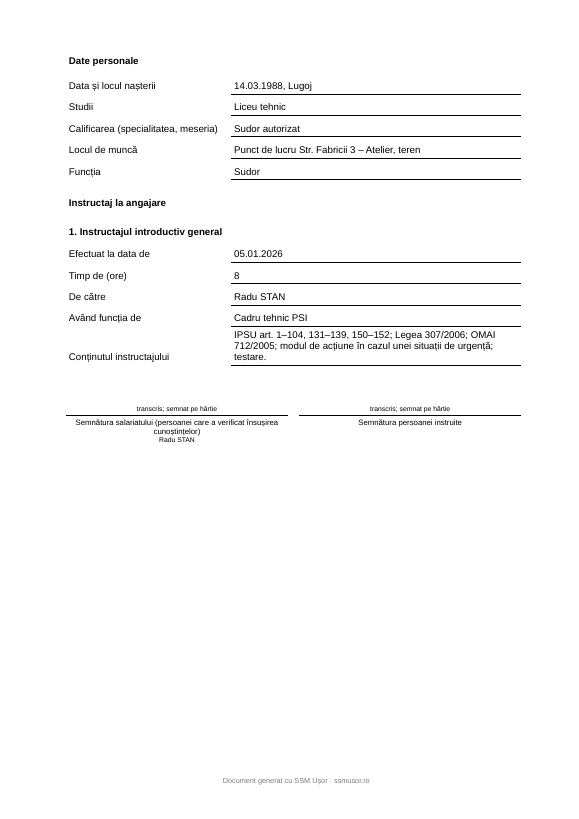 Date personale
Data și locul nașterii 14.03.1988, Lugoj
Studii Liceu tehnic
Calificarea (specialitatea, meseria) Sudor autorizat
Locul de muncă Punct de lucru Str. Fabricii 3 – Atelier, teren
Funcția Sudor
Instructaj la angajare
1. Instructajul introductiv general
Efectuat la data de 05.01.2026
Timp de (ore) 8
De către Radu STAN
Având funcția de Cadru tehnic PSI
IPSU art. 1–104, 131–139, 150–152; Legea 307/2006; OMAI
712/2005; modul de acțiune în cazul unei situații de urgență;
Conținutul instructajului testare.
transcris; semnat pe hârtie transcris; semnat pe hârtie
Semnătura salariatului (persoanei care a verificat însușirea Semnătura persoanei instruite
cunoștințelor)
Radu STAN
Document generat cu SSM Ușor · ssmusor.ro